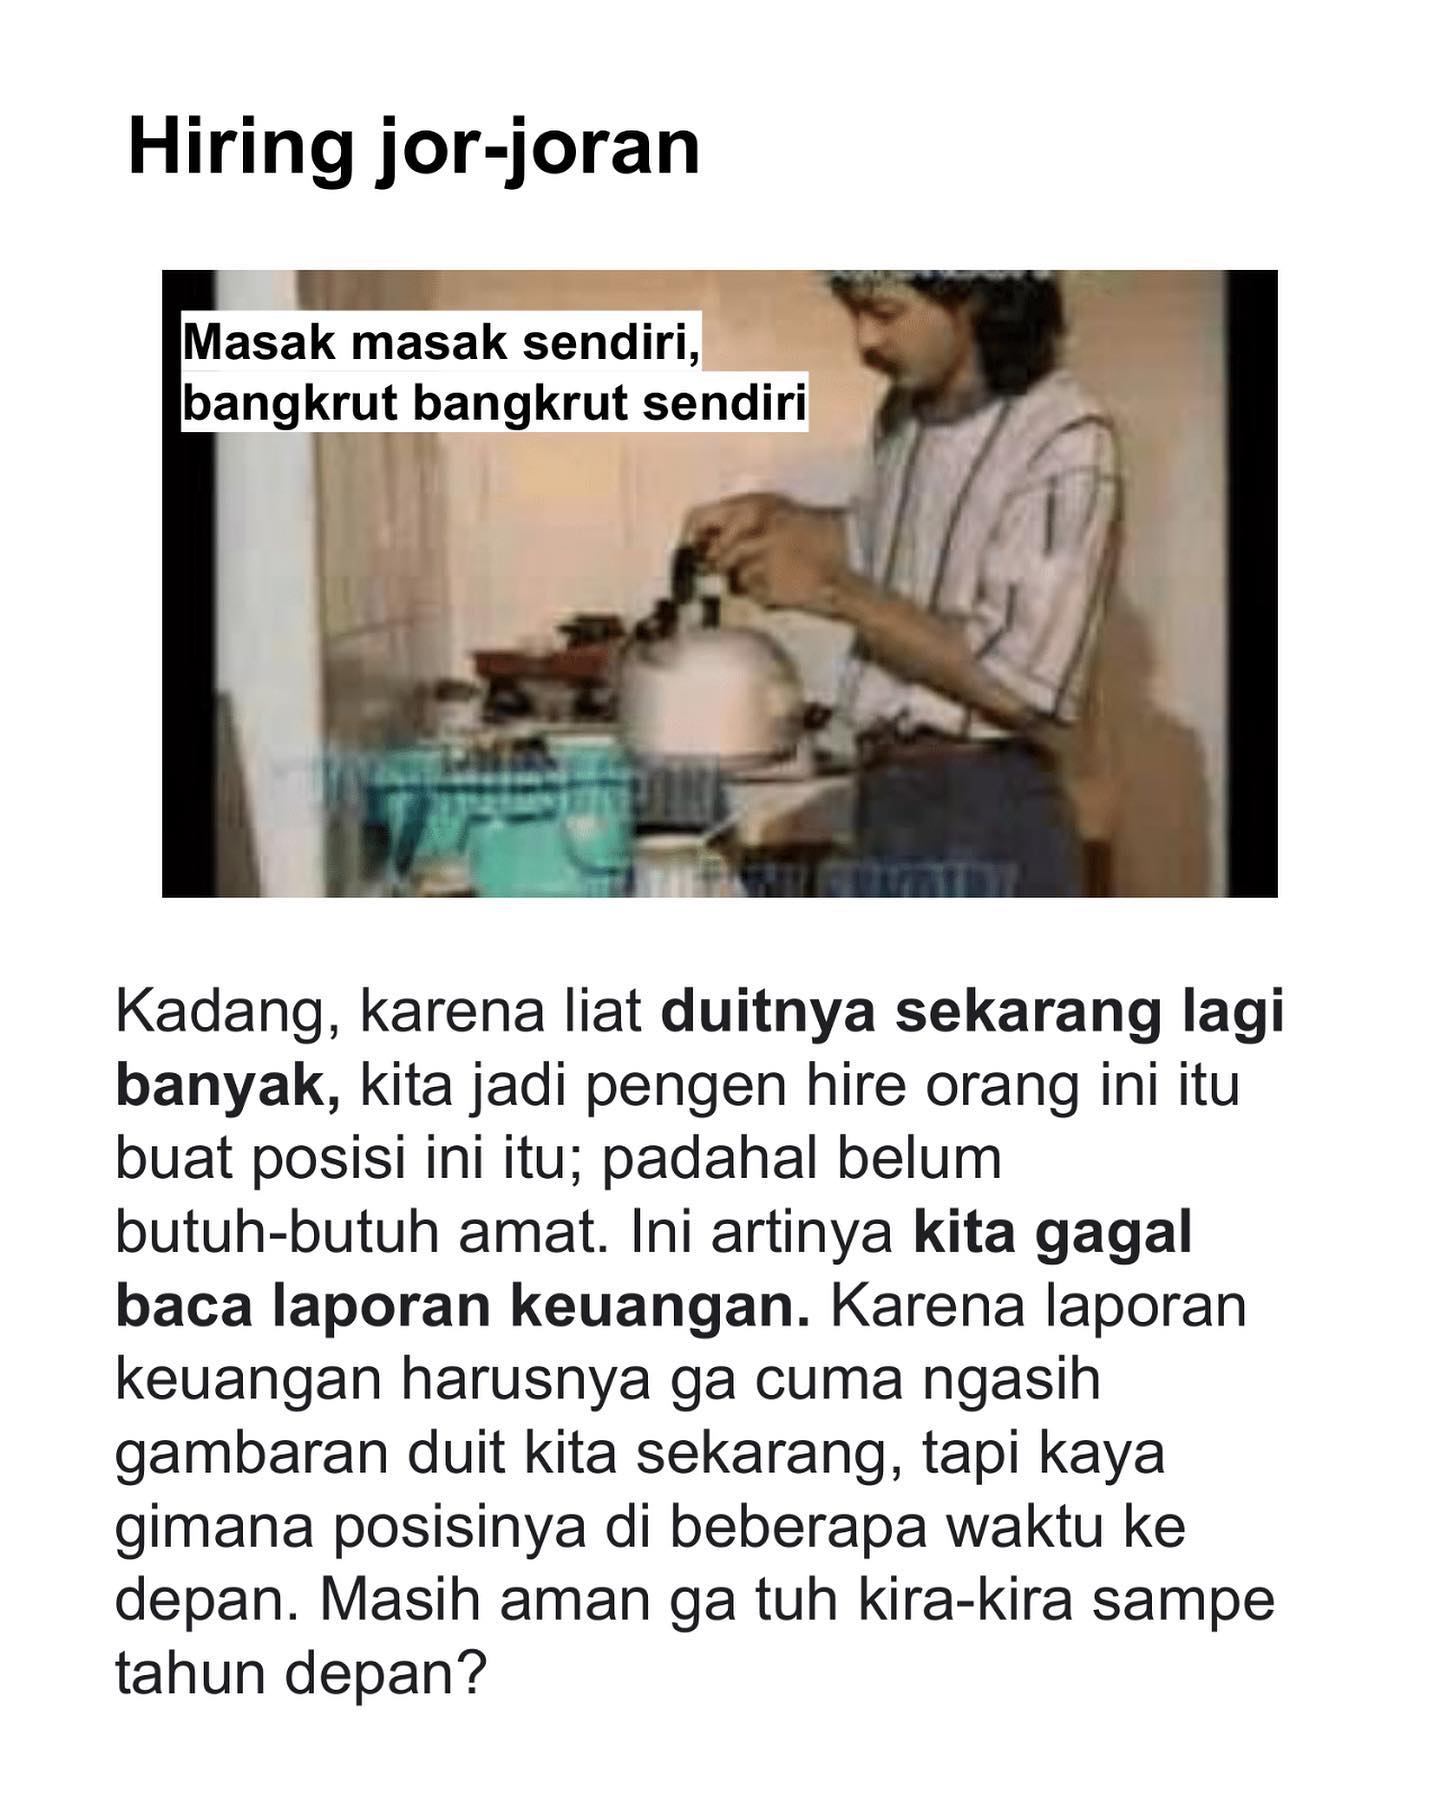 Hiring jor-joran
Masak masak sendiri,
bangkrut bangkrut sendiri
Kadang, karena liat duitnya sekarang lagi
banyak, kita jadi pengen hire orang ini itu
buat posisi ini itu; padahal belum
butuh-butuh amat. Ini artinya kita gagal
baca laporan keuangan. Karena laporan
keuangan harusnya ga cuma ngasih
gambaran duit kita sekarang, tapi kaya
gimana posisinya di beberapa waktu ke
depan. Masih aman ga tuh kira-kira sampe
tahun depan?